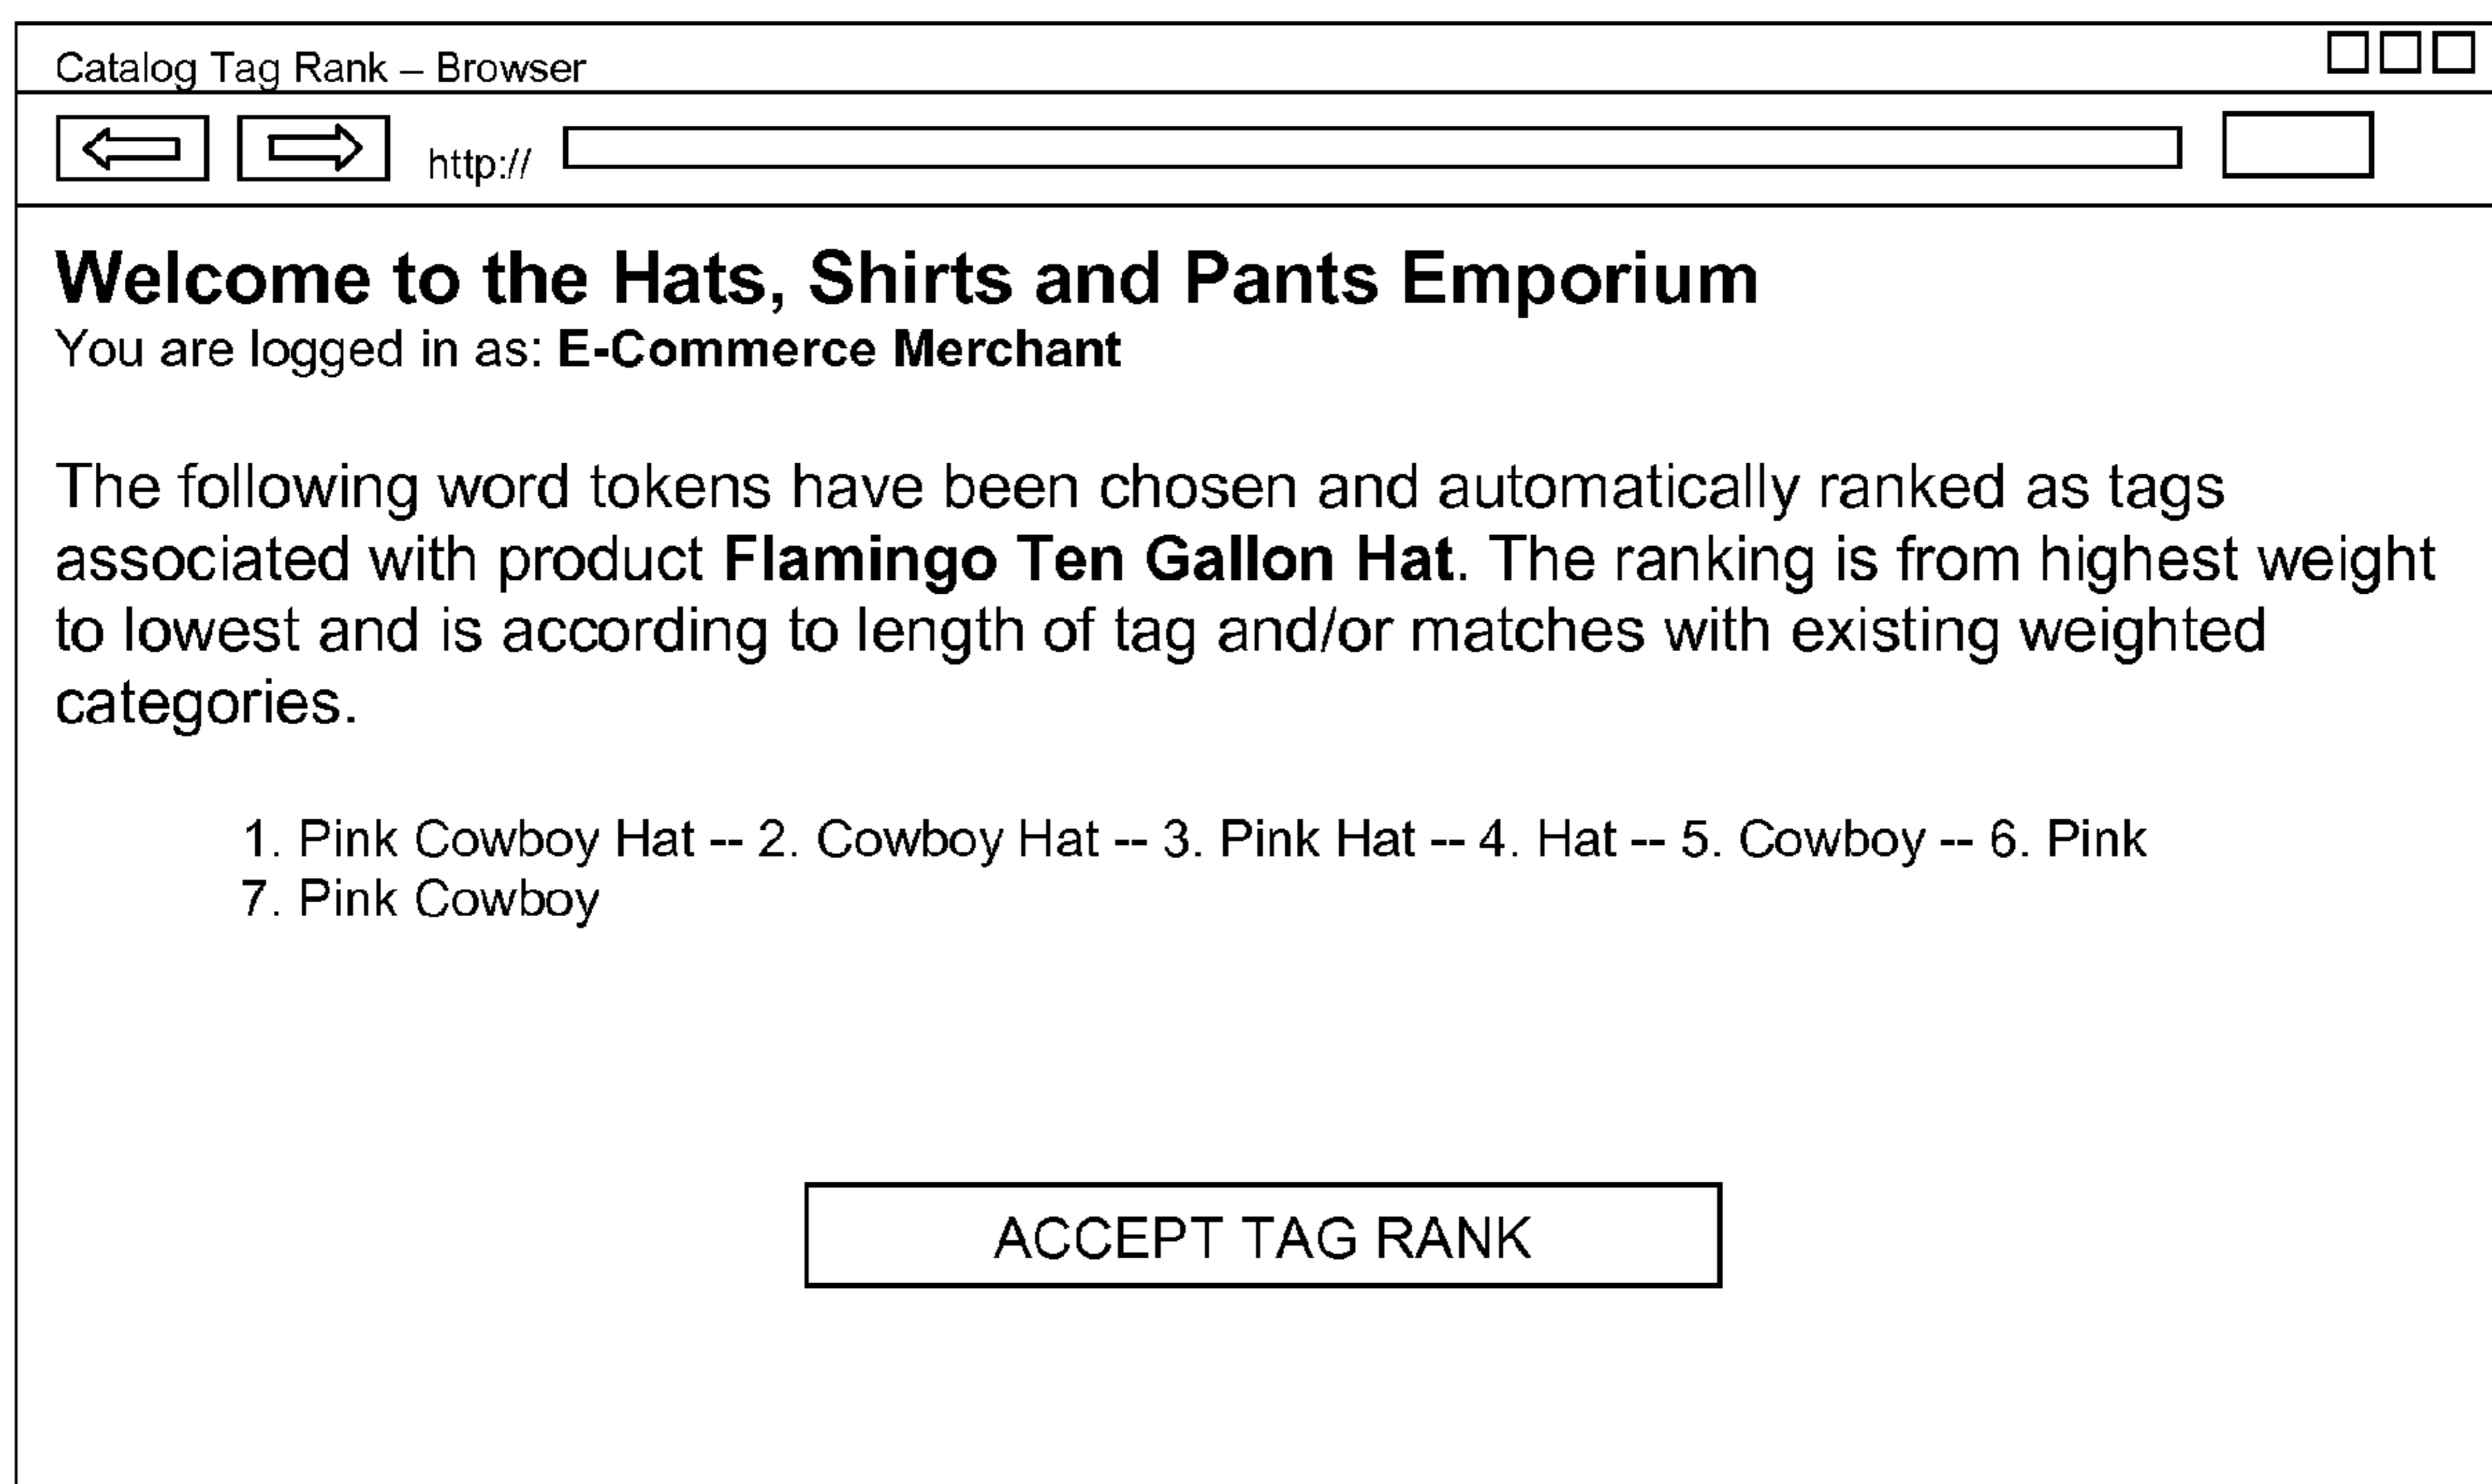 Catalog Tag Rank – Browser
http://
Welcome to the Hats, Shirts and Pants Emporium
You are logged in as: E-Commerce Merchant
The following word tokens have been chosen and automatically ranked as tags
associated with product Flamingo Ten Gallon Hat. The ranking is from highest weight
to lowest and is according to length of tag and/or matches with existing weighted
categories.
1. Pink Cowboy Hat -- 2. Cowboy Hat -- 3. Pink Hat -- 4. Hat -- 5. Cowboy -- 6. Pink
7. Pink Cowboy
ACCEPT TAG RANK